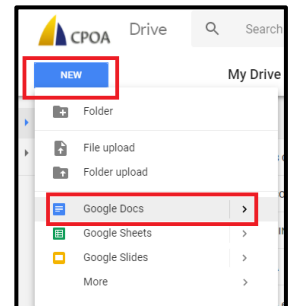 CPOA Drive Search
NEW My Drive
Folder
File upload
Folder upload
Google Docs
Google Sheets
Google Slides
More